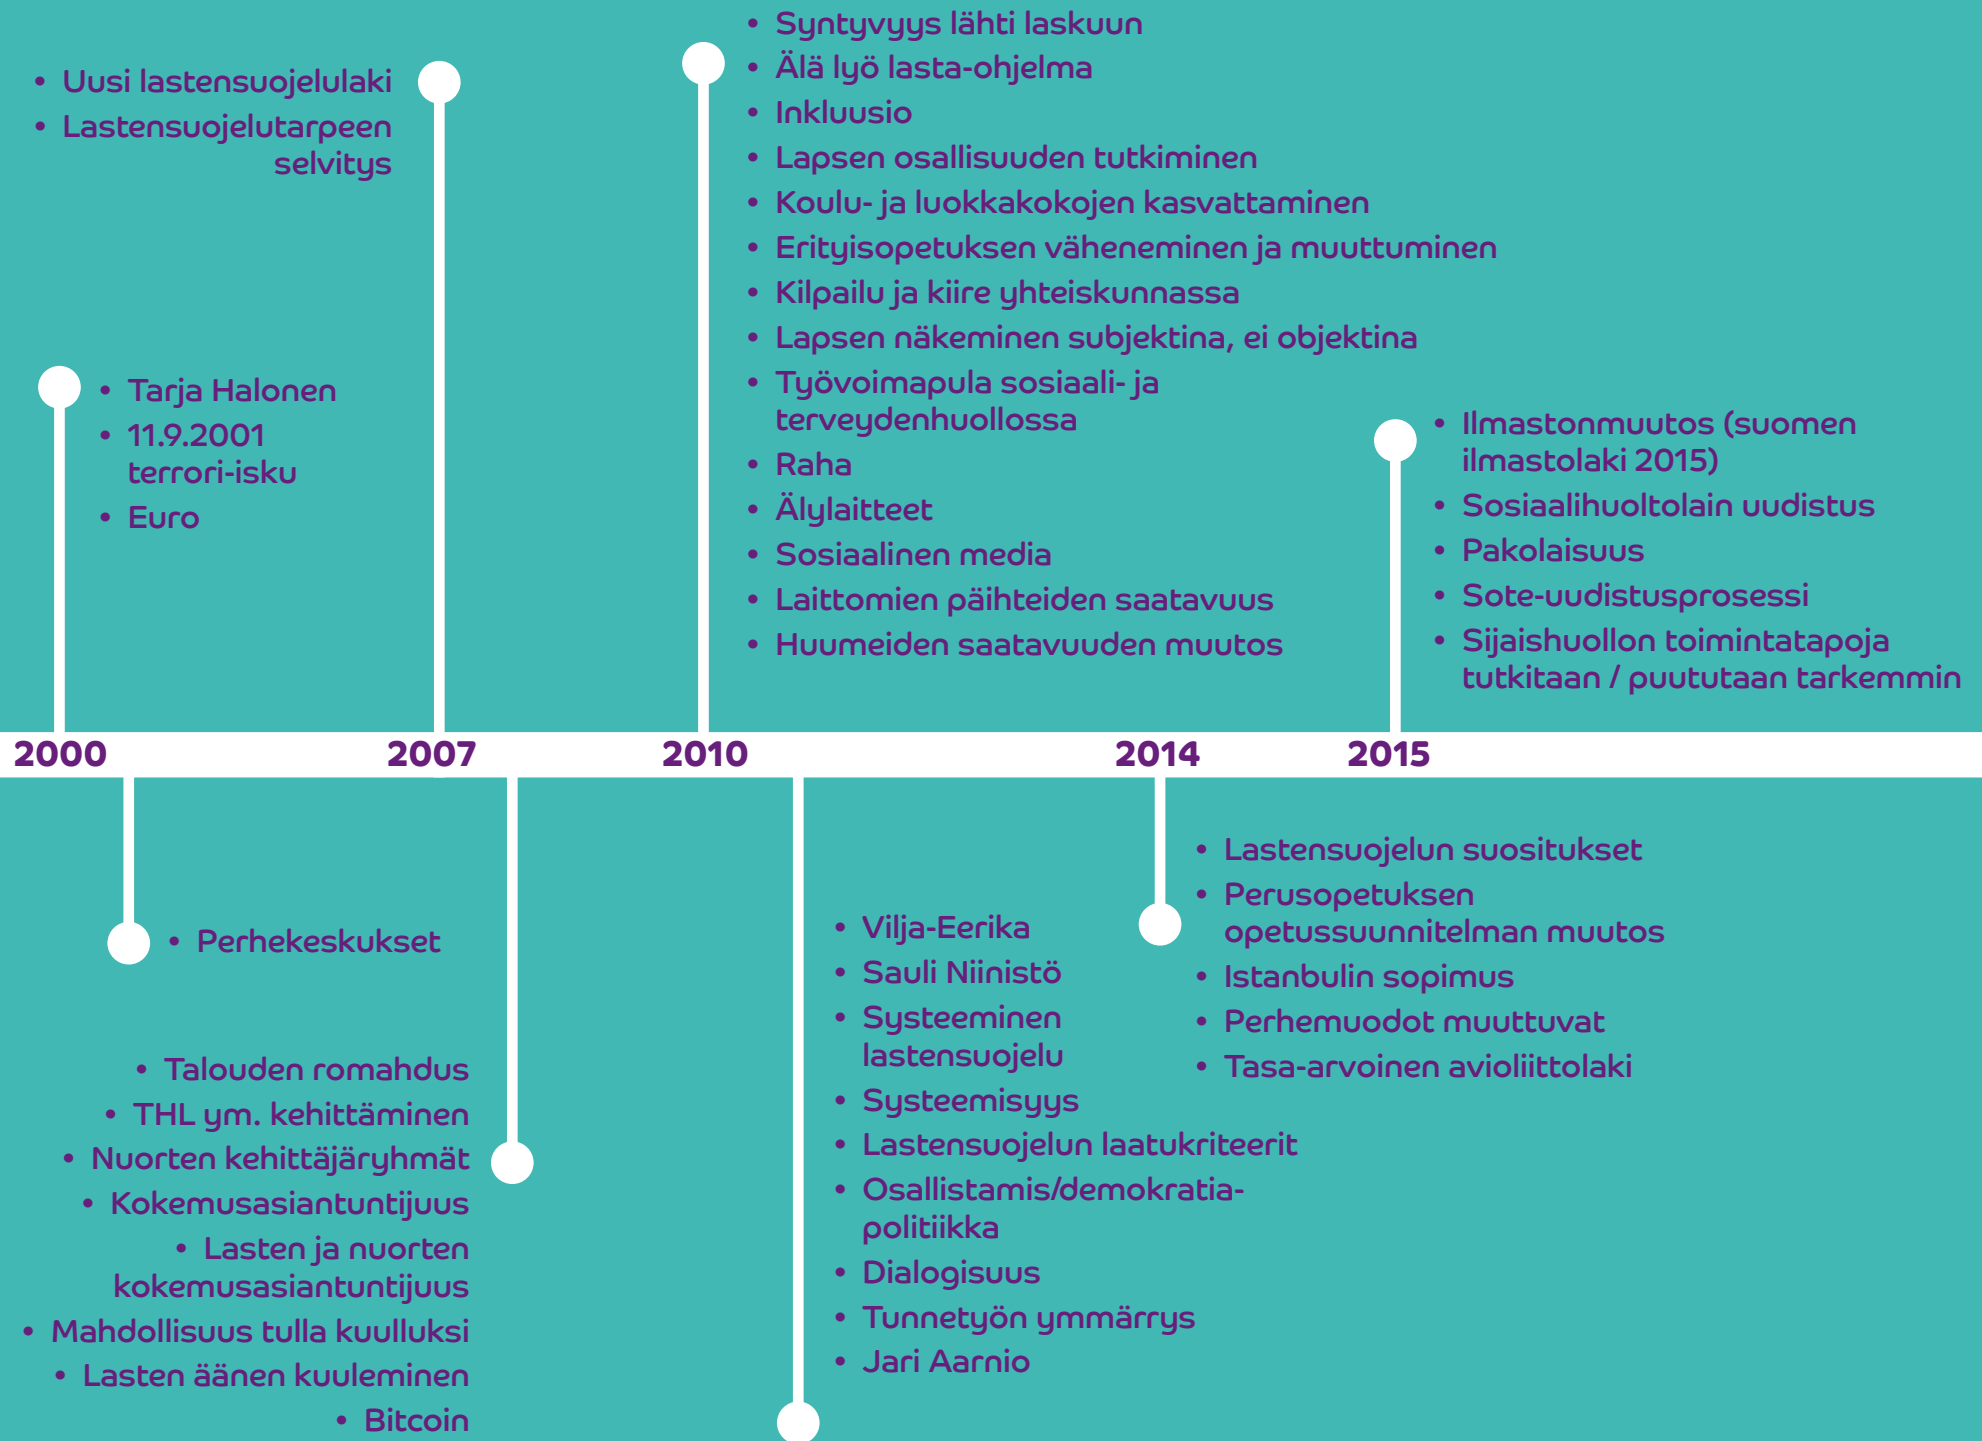 • Uusi lastensuojelulaki
• Lastensuojelutarpeen
selvitys
• Tarja Halonen
• 11.9.2001
terrori-isku
• Euro
• Syntyvyys lähti laskuun
• Älä lyö lasta-ohjelma
• Inkluusio
• Lapsen osallisuuden tutkiminen
• Koulu- ja luokkakokojen kasvattaminen
• Erityisopetuksen väheneminen ja muuttuminen
• Kilpailu ja kiire yhteiskunnassa
• Lapsen näkeminen subjektina, ei objektina
• Työvoimapula sosiaali- ja
terveydenhuollossa
• Raha
• Älylaitteet
• Sosiaalinen media
• Laittomien päihteiden saatavuus
• Huumeiden saatavuuden muutos
• Ilmastonmuutos (suomen
ilmastolaki 2015)
• Sosiaalihuoltolain uudistus
• Pakolaisuus
• Sote-uudistusprosessi
• Sijaishuollon toimintatapoja
tutkitaan / puututaan tarkemmin
2000 2007 2010 2014 2015
• Perhekeskukset
• Talouden romahdus
• THL ym. kehittäminen
• Nuorten kehittäjäryhmät
• Kokemusasiantuntijuus
• Lasten ja nuorten
kokemusasiantuntijuus
• Mahdollisuus tulla kuulluksi
• Lasten äänen kuuleminen
• Bitcoin
• Vilja-Eerika
• Sauli Niinistö
• Systeeminen
lastensuojelu
• Systeemisyys
• Lastensuojelun laatukriteerit
• Osallistamis/demokratia-
politiikka
• Dialogisuus
• Tunnetyön ymmärrys
• Jari Aarnio
• Lastensuojelun suositukset
• Perusopetuksen
opetussuunnitelman muutos
• Istanbulin sopimus
• Perhemuodot muuttuvat
• Tasa-arvoinen avioliittolaki